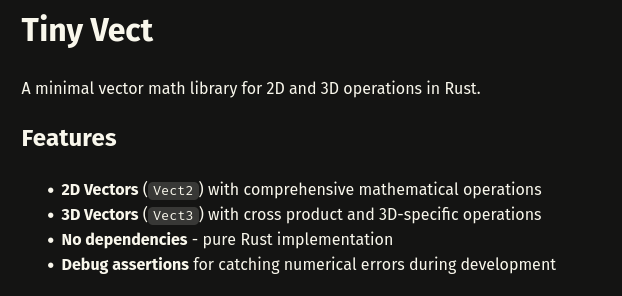 Tiny Vect
A minimal vector math library for 2D and 3D operations in Rust.
Features
• 2D Vectors (Vect2) with comprehensive mathematical operations
• 3D Vectors (Vect3) with cross product and 3D-specific operations
• No dependencies - pure Rust implementation
• Debug assertions for catching numerical errors during development